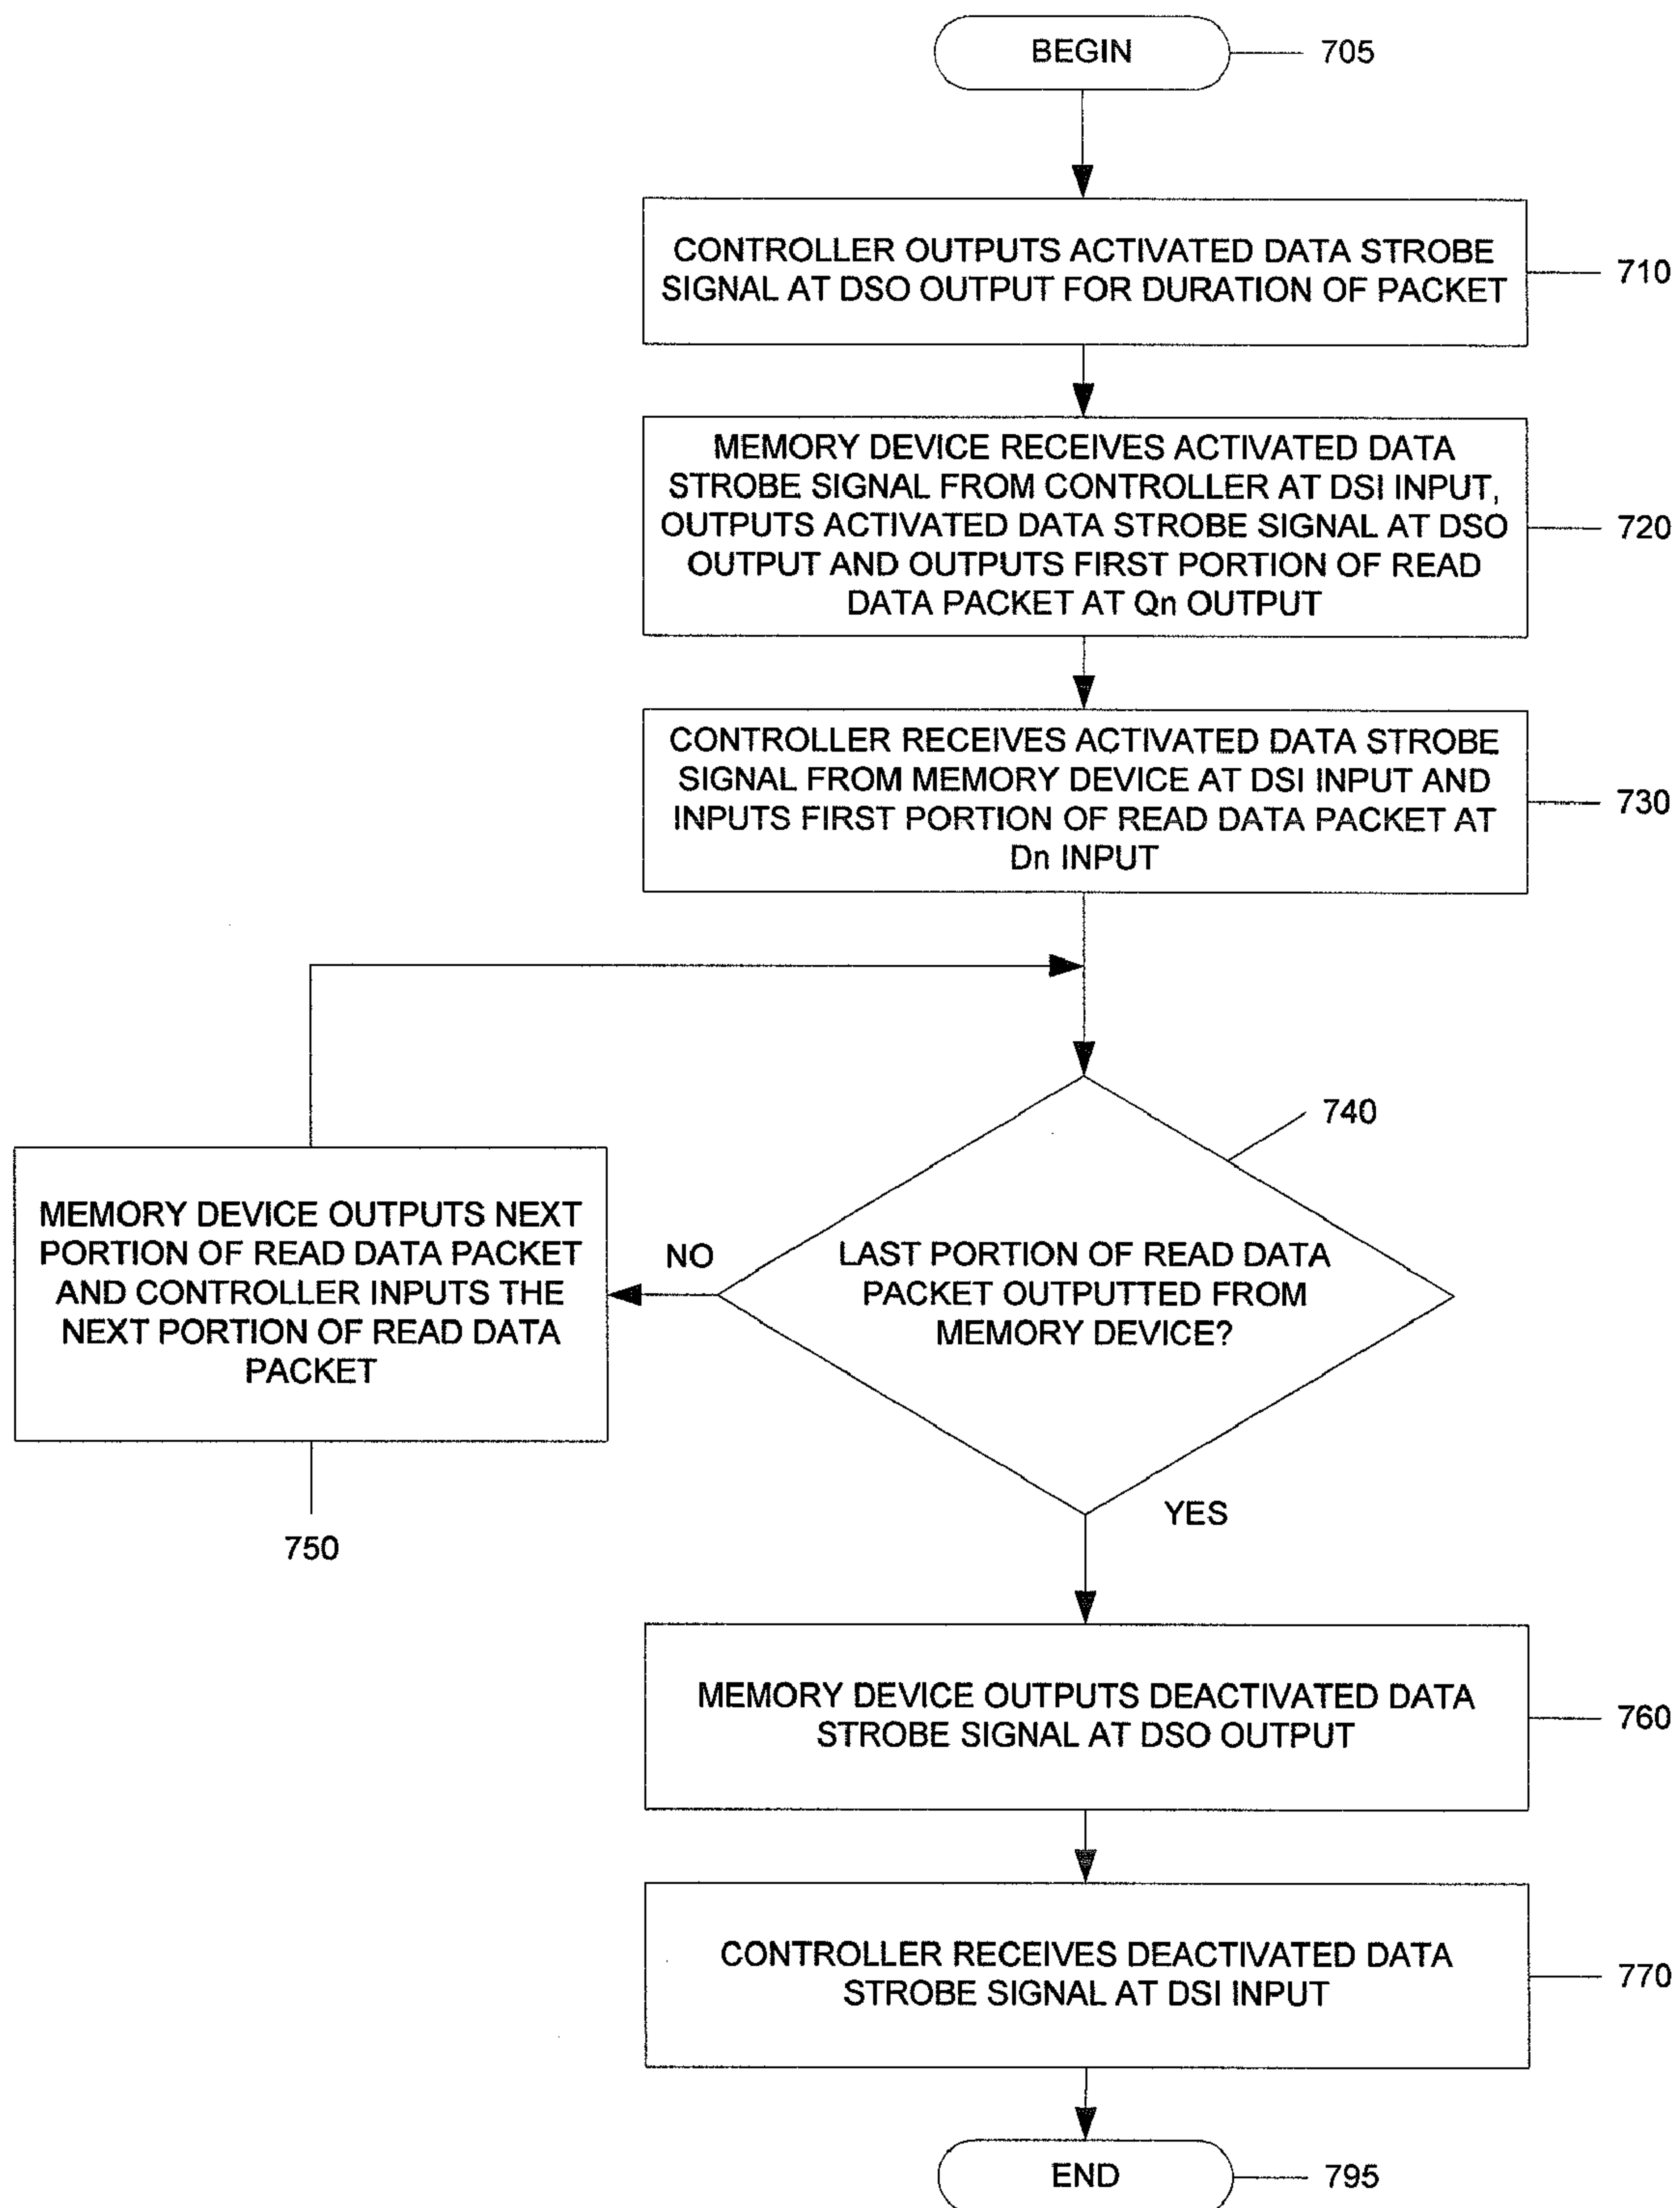 BEGIN
705
CONTROLLER OUTPUTS ACTIVATED DATA STROBE
SIGNAL AT DSO OUTPUT FOR DURATION OF PACKET
710
MEMORY DEVICE RECEIVES ACTIVATED DATA
STROBE SIGNAL FROM CONTROLLER AT DSI INPUT,
OUTPUTS ACTIVATED DATA STROBE SIGNAL AT DSO
OUTPUT AND OUTPUTS FIRST PORTION OF READ
DATA PACKET AT Qn OUTPUT
720
CONTROLLER RECEIVES ACTIVATED DATA STROBE
SIGNAL FROM MEMORY DEVICE AT DSI INPUT AND
INPUTS FIRST PORTION OF READ DATA PACKET AT
Dn INPUT
730
740
LAST PORTION OF READ DATA
PACKET OUTPUTTED FROM
MEMORY DEVICE?
NO
MEMORY DEVICE OUTPUTS NEXT
PORTION OF READ DATA PACKET
AND CONTROLLER INPUTS THE
NEXT PORTION OF READ DATA
PACKET
750
YES
MEMORY DEVICE OUTPUTS DEACTIVATED DATA
STROBE SIGNAL AT DSO OUTPUT
760
CONTROLLER RECEIVES DEACTIVATED DATA
STROBE SIGNAL AT DSI INPUT
770
END
795